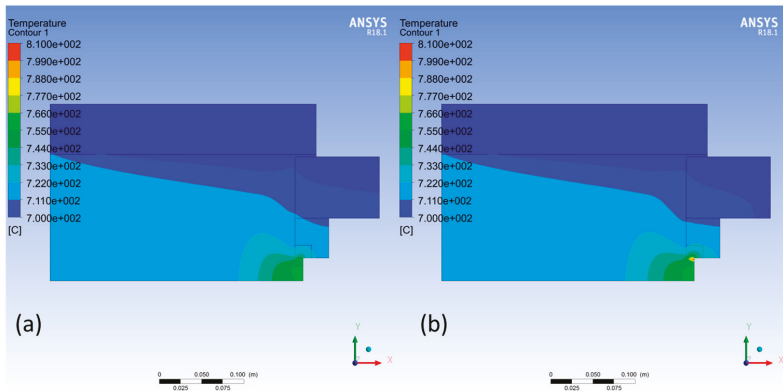 Temperature
Contour 1
8.100e+002
7.990e+002
7.880e+002
7.770e+002
7.660e+002
7.550e+002
7.440e+002
7.330e+002
7.220e+002
7.110e+002
7.000e+002
[C]
ANSYS
R18.1
(a)
Y
X
0 0.050 0.100 (m)
0.025 0.075
Temperature
Contour 1
8.100e+002
7.990e+002
7.880e+002
7.770e+002
7.660e+002
7.550e+002
7.440e+002
7.330e+002
7.220e+002
7.110e+002
7.000e+002
[C]
ANSYS
R18.1
(b)
Y
X
0 0.050 0.100 (m)
0.025 0.075